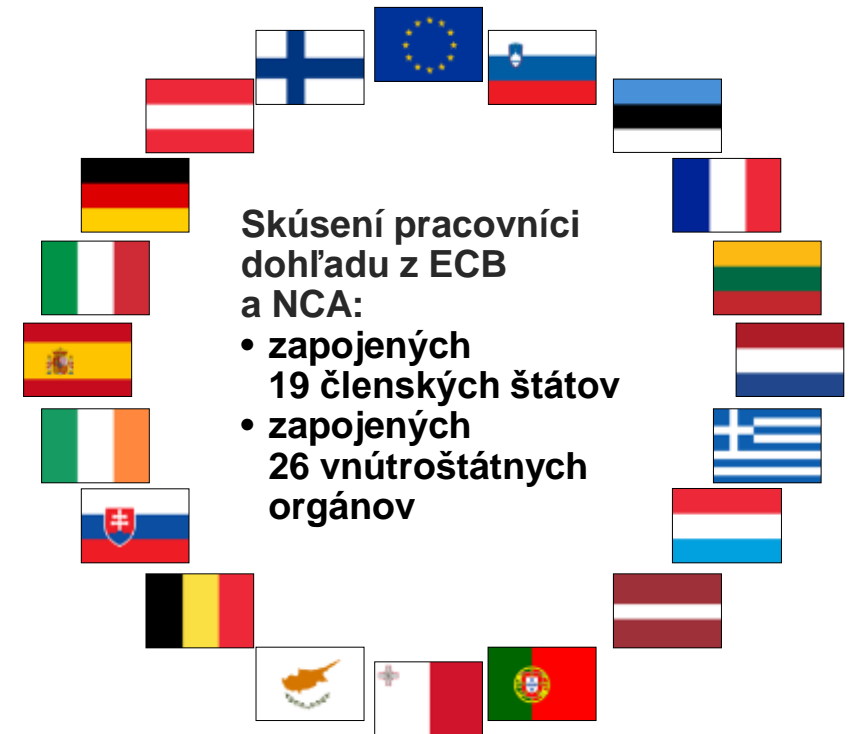 Skúsení pracovníci
dohľadu z ECB
a NCA:
• zapojených
19 členských štátov
• zapojených
26 vnútroštátnych
orgánov